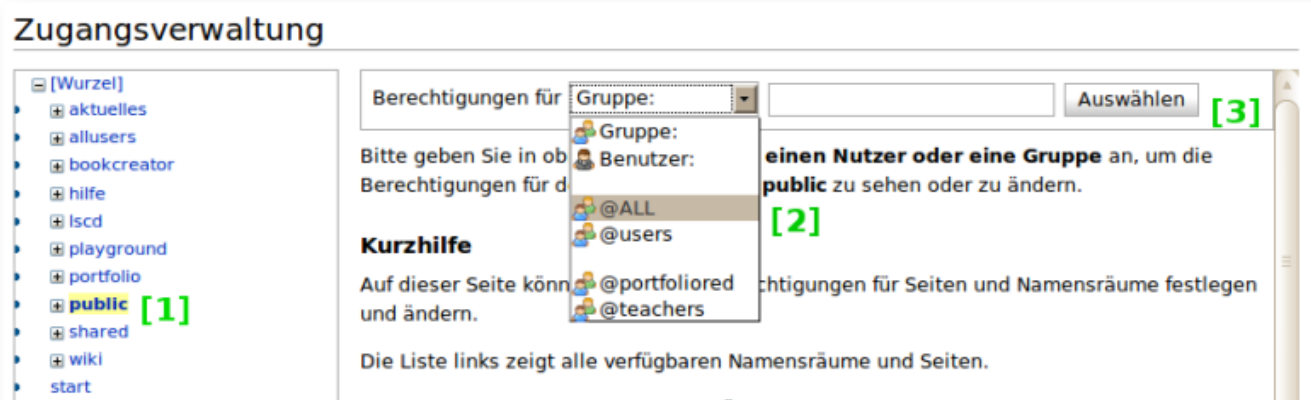 Zugangsverwaltung
[Wurzel]
aktuelles
allusers
bookcreator
hilfe
lscd
playground
portfolio
public [1]
shared
wiki
start
Berechtigungen für Gruppe: Auswählen [3]
Gruppe:
Benutzer:
@ALL
@users [2]
@portfoliored
@teachers
Bitte geben Sie in ob einen Nutzer oder eine Gruppe an, um die
Berechtigungen für d public zu sehen oder zu ändern.
Kurzhilfe
Auf dieser Seite könn chtigungen für Seiten und Namensräume festlegen
und ändern.
Die Liste links zeigt alle verfügbaren Namensräume und Seiten.